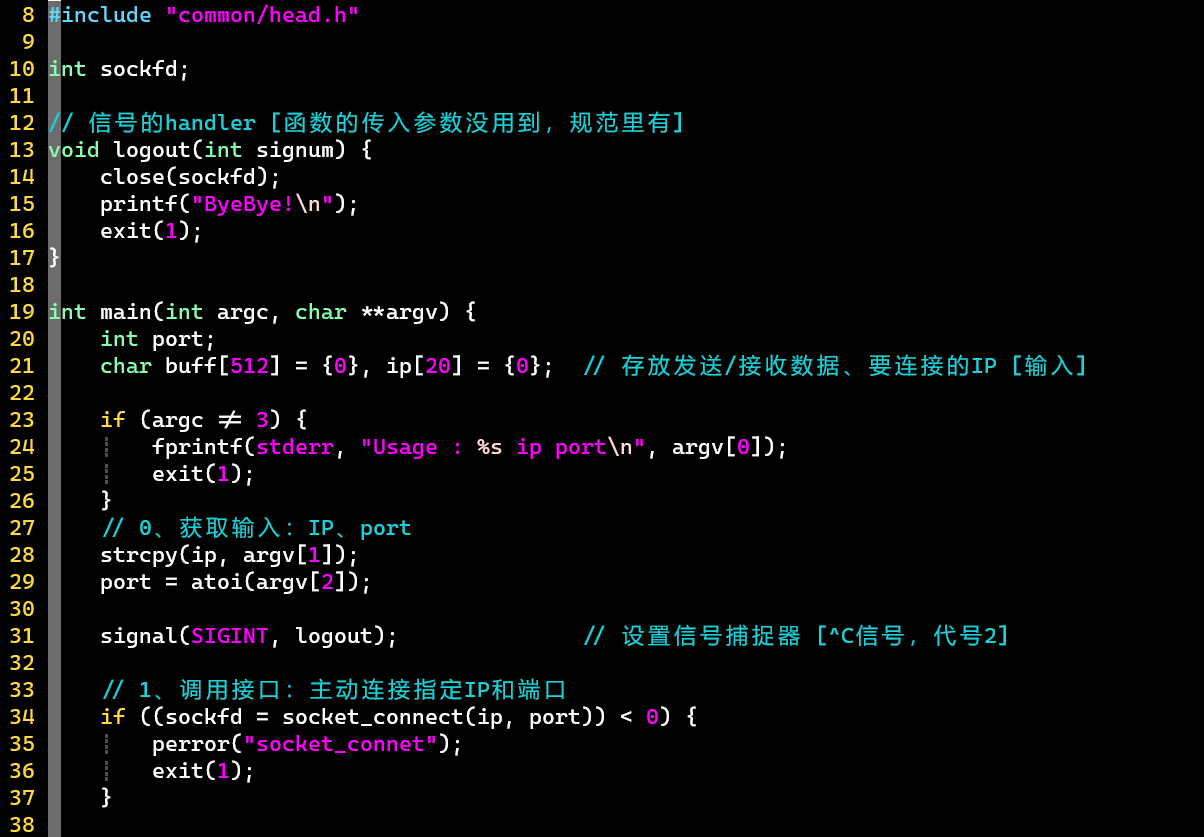 8 #include "common/head.h"
9
10 int sockfd;
11
12 // 信号的handler [函数的传入参数没用到，规范里有]
13 void logout(int signum) {
14     close(sockfd);
15     printf("ByeBye!\n");
16     exit(1);
17 }
18
19 int main(int argc, char **argv) {
20     int port;
21     char buff[512] = {0}, ip[20] = {0};  // 存放发送/接收数据、要连接的IP [输入]
22
23     if (argc != 3) {
24         fprintf(stderr, "Usage : %s ip port\n", argv[0]);
25         exit(1);
26     }
27     // 0、获取输入：IP、port
28     strcpy(ip, argv[1]);
29     port = atoi(argv[2]);
30
31     signal(SIGINT, logout);              // 设置信号捕捉器 [^C信号，代号2]
32
33     // 1、调用接口：主动连接指定IP和端口
34     if ((sockfd = socket_connect(ip, port)) < 0) {
35         perror("socket_connet");
36         exit(1);
37     }
38